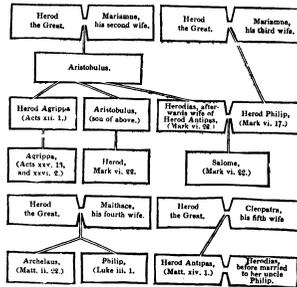 Herod
the Great.
Mariamne,
his second wife.
Herod
the Great.
Mariamne,
his third wife.
Aristobulus.
Herod Agrippa
(Acts xii. 1.)
Aristobulus,
(son of above.)
Herodias, after-
wards wife of
Herod Antipas,
(Mark vi. 22.)
Herod Philip,
(Mark vi. 17.)
Agrippa,
(Acts xxv. 13,
and xxvi. 2.)
Herod,
Mark vi. 22.
Salome,
(Mark vi. 22.)
Herod
the Great.
Malthace,
his fourth wife.
Herod
the Great.
Cleopatra,
his fifth wife
Archelaus,
(Matt. ii. 22.)
Philip,
(Luke iii. 1.
Herod Antipas,
(Matt. xiv. 1.)
Herodias,
before married
to her uncle
Philip.